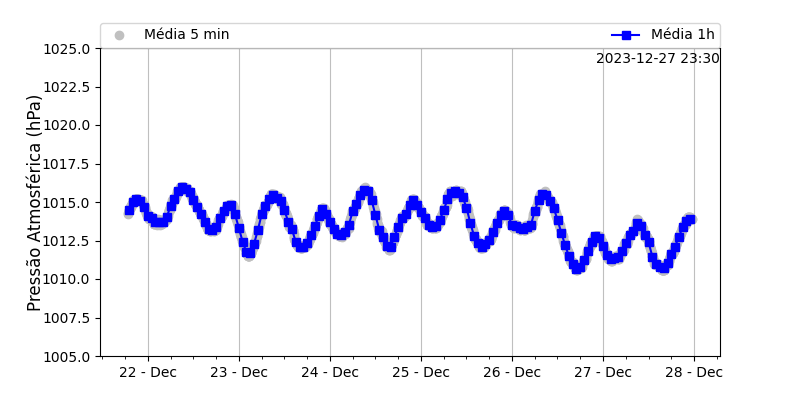 Média 5 min
Média 1h
2023-12-27 23:30
Pressão Atmosférica (hPa)
1025.0
1022.5
1020.0
1017.5
1015.0
1012.5
1010.0
1007.5
1005.0
22 - Dec
23 - Dec
24 - Dec
25 - Dec
26 - Dec
27 - Dec
28 - Dec